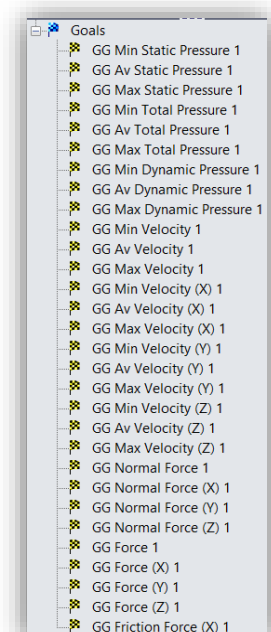 Goals
GG Min Static Pressure 1
GG Av Static Pressure 1
GG Max Static Pressure 1
GG Min Total Pressure 1
GG Av Total Pressure 1
GG Max Total Pressure 1
GG Min Dynamic Pressure 1
GG Av Dynamic Pressure 1
GG Max Dynamic Pressure 1
GG Min Velocity 1
GG Av Velocity 1
GG Max Velocity 1
GG Min Velocity (X) 1
GG Av Velocity (X) 1
GG Max Velocity (X) 1
GG Min Velocity (Y) 1
GG Av Velocity (Y) 1
GG Max Velocity (Y) 1
GG Min Velocity (Z) 1
GG Av Velocity (Z) 1
GG Max Velocity (Z) 1
GG Normal Force 1
GG Normal Force (X) 1
GG Normal Force (Y) 1
GG Normal Force (Z) 1
GG Force 1
GG Force (X) 1
GG Force (Y) 1
GG Force (Z) 1
GG Friction Force (X) 1